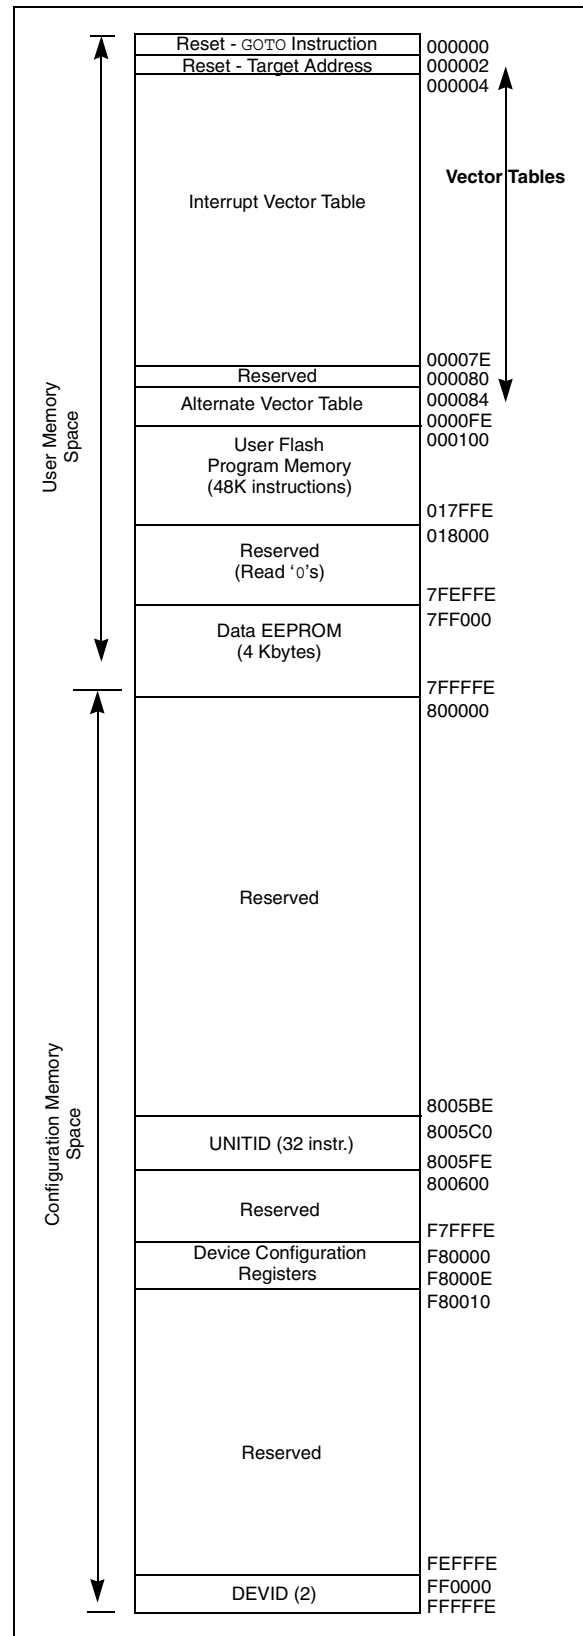 Reset - GOTO Instruction
000000
Reset - Target Address
000002
000004
Vector Tables
Interrupt Vector Table
00007E
Reserved
000080
Alternate Vector Table
000084
0000FE
User Flash
Program Memory
(48K instructions)
000100
017FFE
User Memory
Space
Reserved
(Read ‘0’s)
018000
7FEFFE
Data EEPROM
(4 Kbytes)
7FF000
7FFFFE
800000
Reserved
8005BE
Configuration Memory
Space
UNITID (32 instr.)
8005C0
8005FE
800600
Reserved
F7FFFE
Device Configuration
Registers
F80000
F8000E
F80010
Reserved
FEFFFE
DEVID (2)
FF0000
FFFFFE